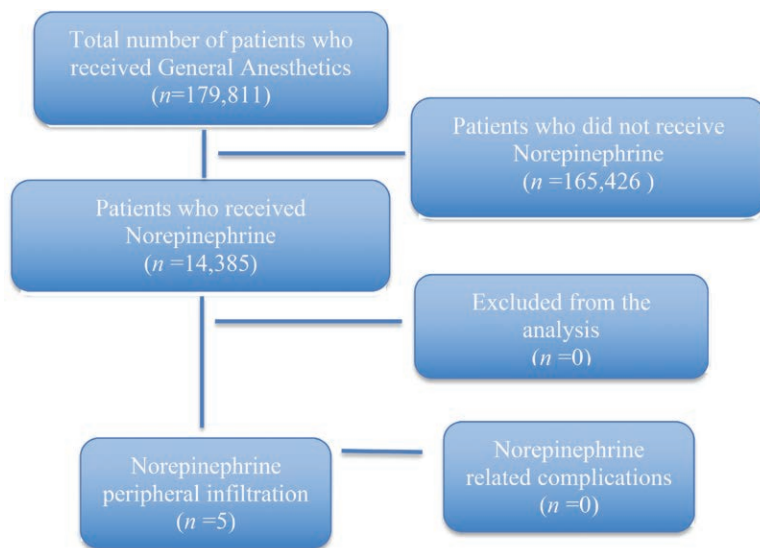 Total number of patients who
received General Anesthetics
(n=179,811)
Patients who did not receive
Norepinephrine
(n =165,426 )
Patients who received
Norepinephrine
(n =14,385)
Excluded from the
analysis
(n =0)
Norepinephrine
peripheral infiltration
(n =5)
Norepinephrine
related complications
(n =0)